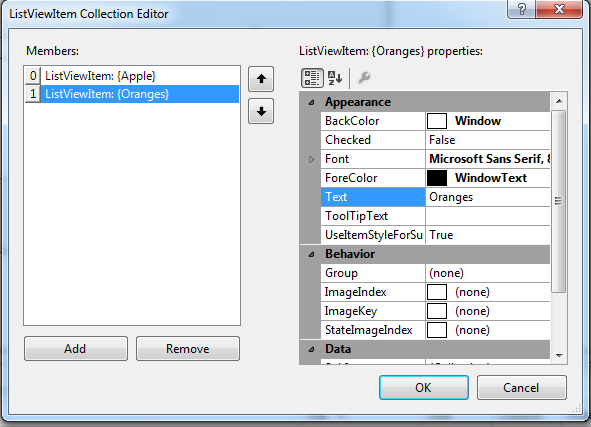 ListViewItem Collection Editor
Members:
0 ListViewItem: {Apple}
1 ListViewItem: {Oranges}
Add
Remove
ListViewItem: {Oranges} properties:
Appearance
BackColor Window
Checked False
Font Microsoft Sans Serif, 8
ForeColor WindowText
Text Oranges
ToolTipText
UseItemStyleForSu True
Behavior
Group (none)
ImageIndex (none)
ImageKey (none)
StateImageIndex (none)
Data
OK
Cancel